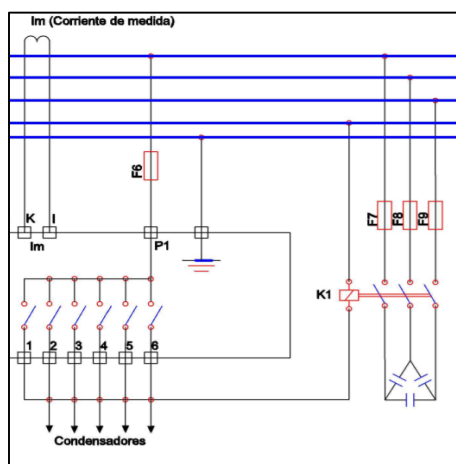 Im (Corriente de medida)
F6
F7
F8
F9
K
I
Im
P1
K1
1
2
3
4
5
6
Condensadores